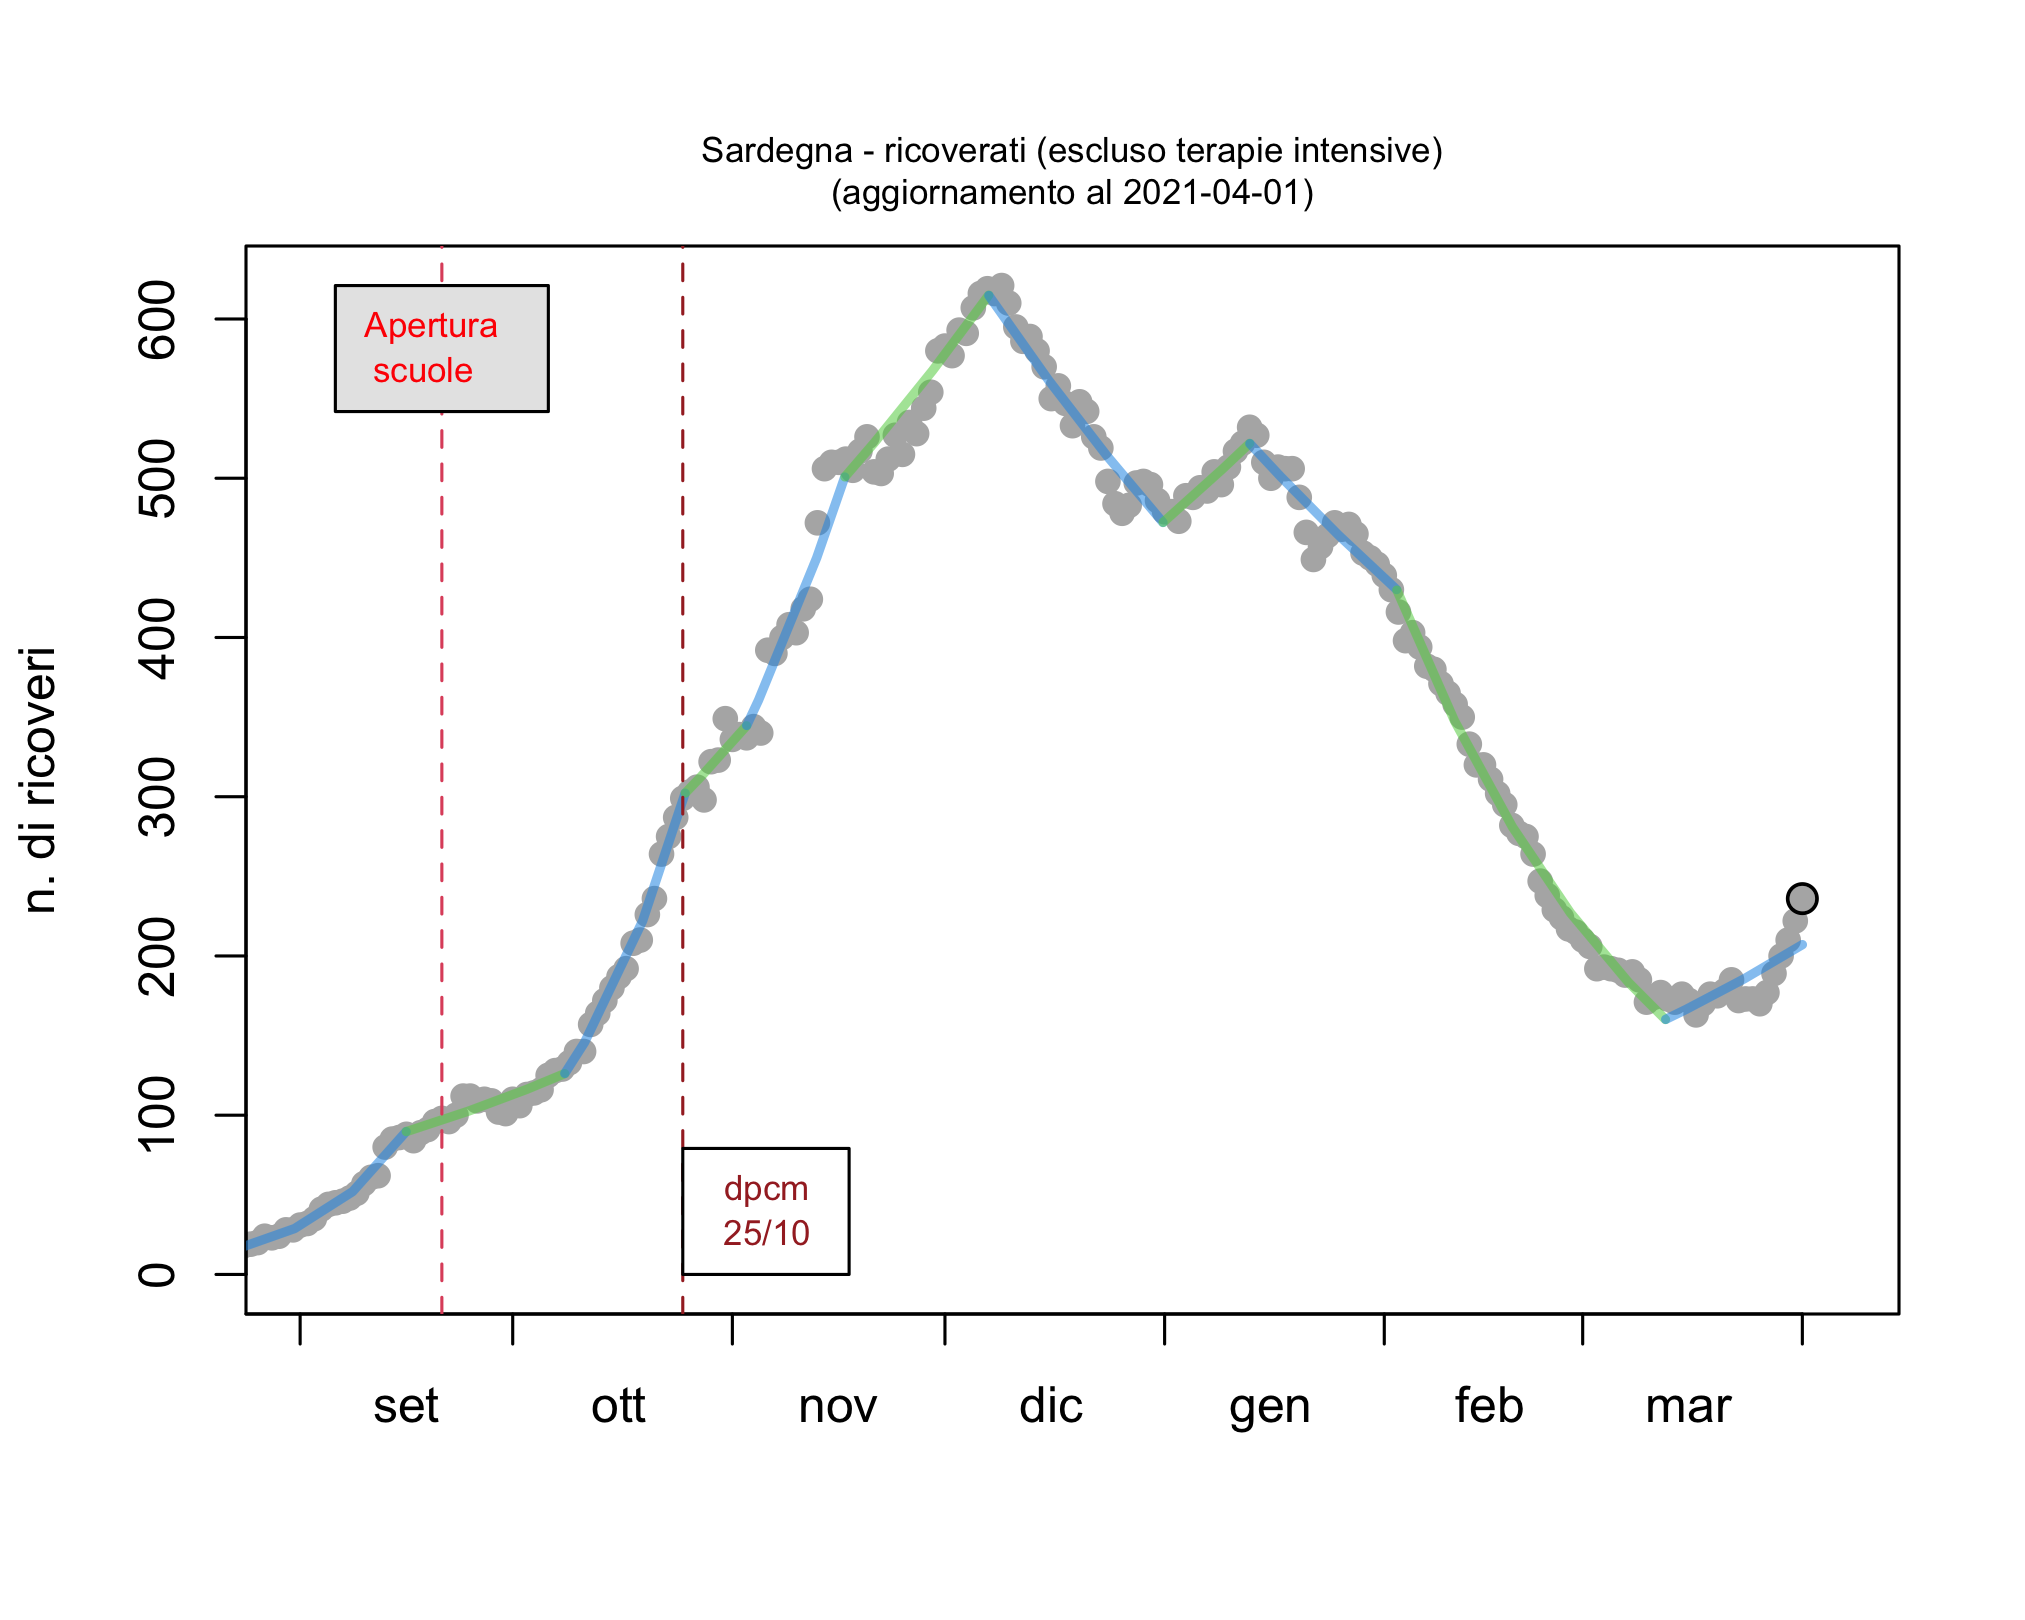 Sardegna - ricoverati (escluso terapie intensive)
(aggiornamento al 2021-04-01)
Apertura
scuole
n. di ricoveri
600
500
400
300
200
100
0
dpcm
25/10
set ott nov dic gen feb mar